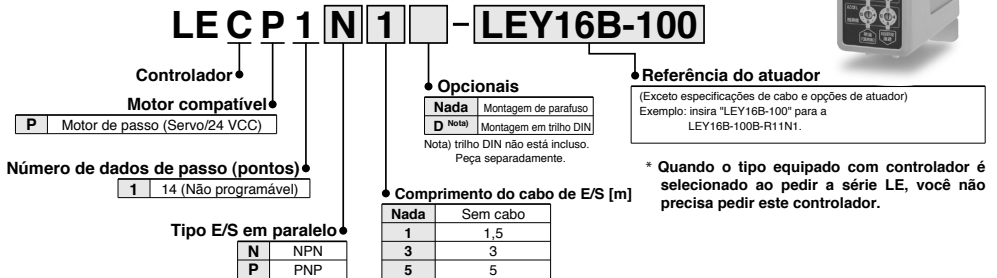 LECP1N1 - LEY16B-100
Controlador
Motor compatível
P Motor de passo (Servo/24 VCC)
Número de dados de passo (pontos)
1 14 (Não programável)
Tipo E/S em paralelo
N NPN
P PNP
Comprimento do cabo de E/S [m]
Nada Sem cabo
1 1,5
3 3
5 5
Opcionais
Nada Montagem de parafuso
D Nota) Montagem em trilho DIN
Nota) trilho DIN não está incluso.
Peça separadamente.
Referência do atuador
(Exceto especificações de cabo e opções de atuador)
Exemplo: insira "LEY16B-100" para a
LEY16B-100B-R11N1.
* Quando o tipo equipado com controlador é
selecionado ao pedir a série LE, você não
precisa pedir este controlador.